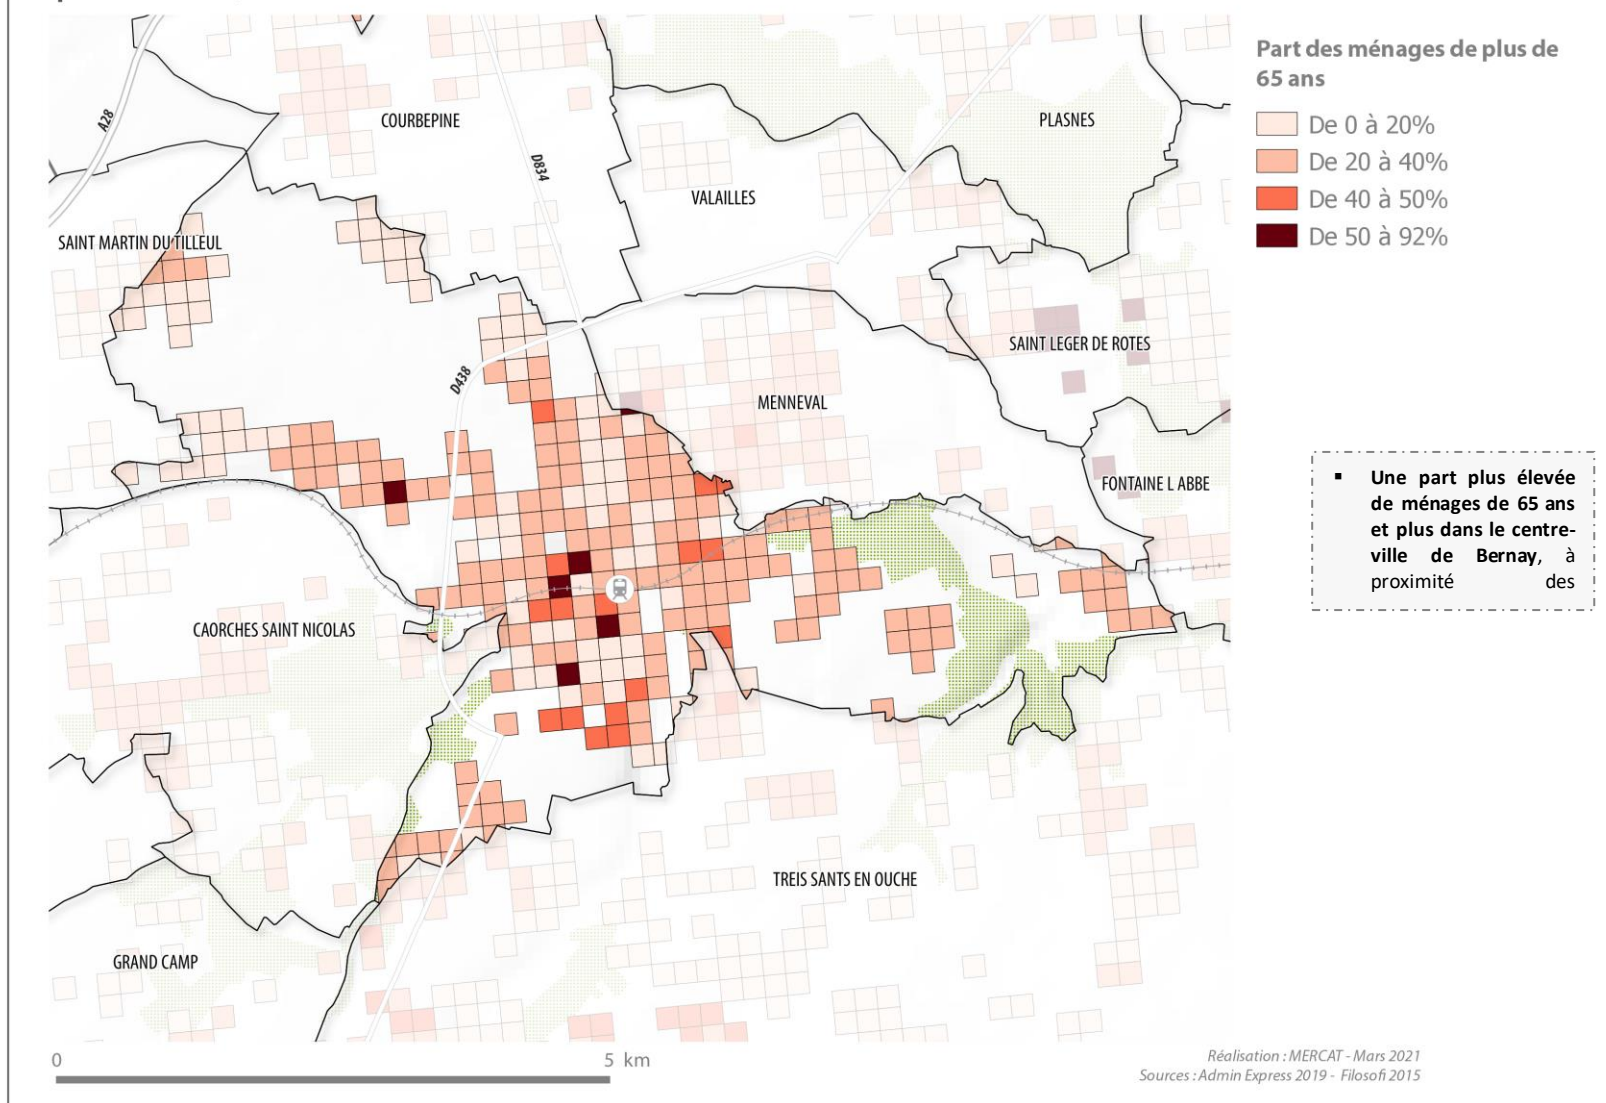 Part des ménages de plus de
65 ans
De 0 à 20%
De 20 à 40%
De 40 à 50%
De 50 à 92%
A28
COURBEPINE
D834
PLASNES
VALAILLES
SAINT MARTIN DU TILLEUL
SAINT LEGER DE ROTES
D438
MENNEVAL
FONTAINE L ABBE
CAORCHES SAINT NICOLAS
TREIS SANTS EN OUCHE
GRAND CAMP
▪ Une part plus élevée
de ménages de 65 ans
et plus dans le centre-
ville de Bernay, à
proximité des
0 5 km
Réalisation : MERCAT - Mars 2021
Sources : Admin Express 2019 - Filosofi 2015